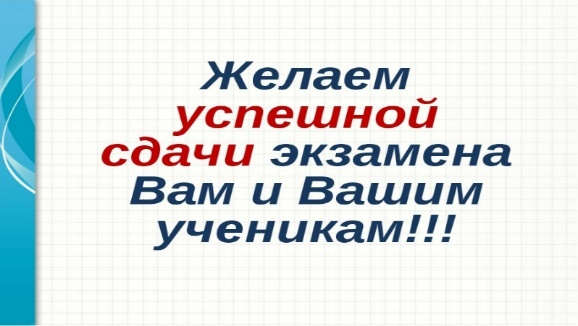 Желаем
успешной
сдачи экзамена
Вам и Вашим
ученикам!!!